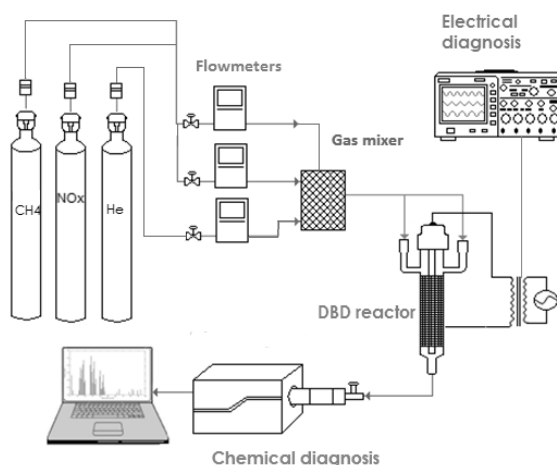 Electrical
diagnosis
Flowmeters
Gas mixer
CH4
NOx
He
DBD reactor
Chemical diagnosis